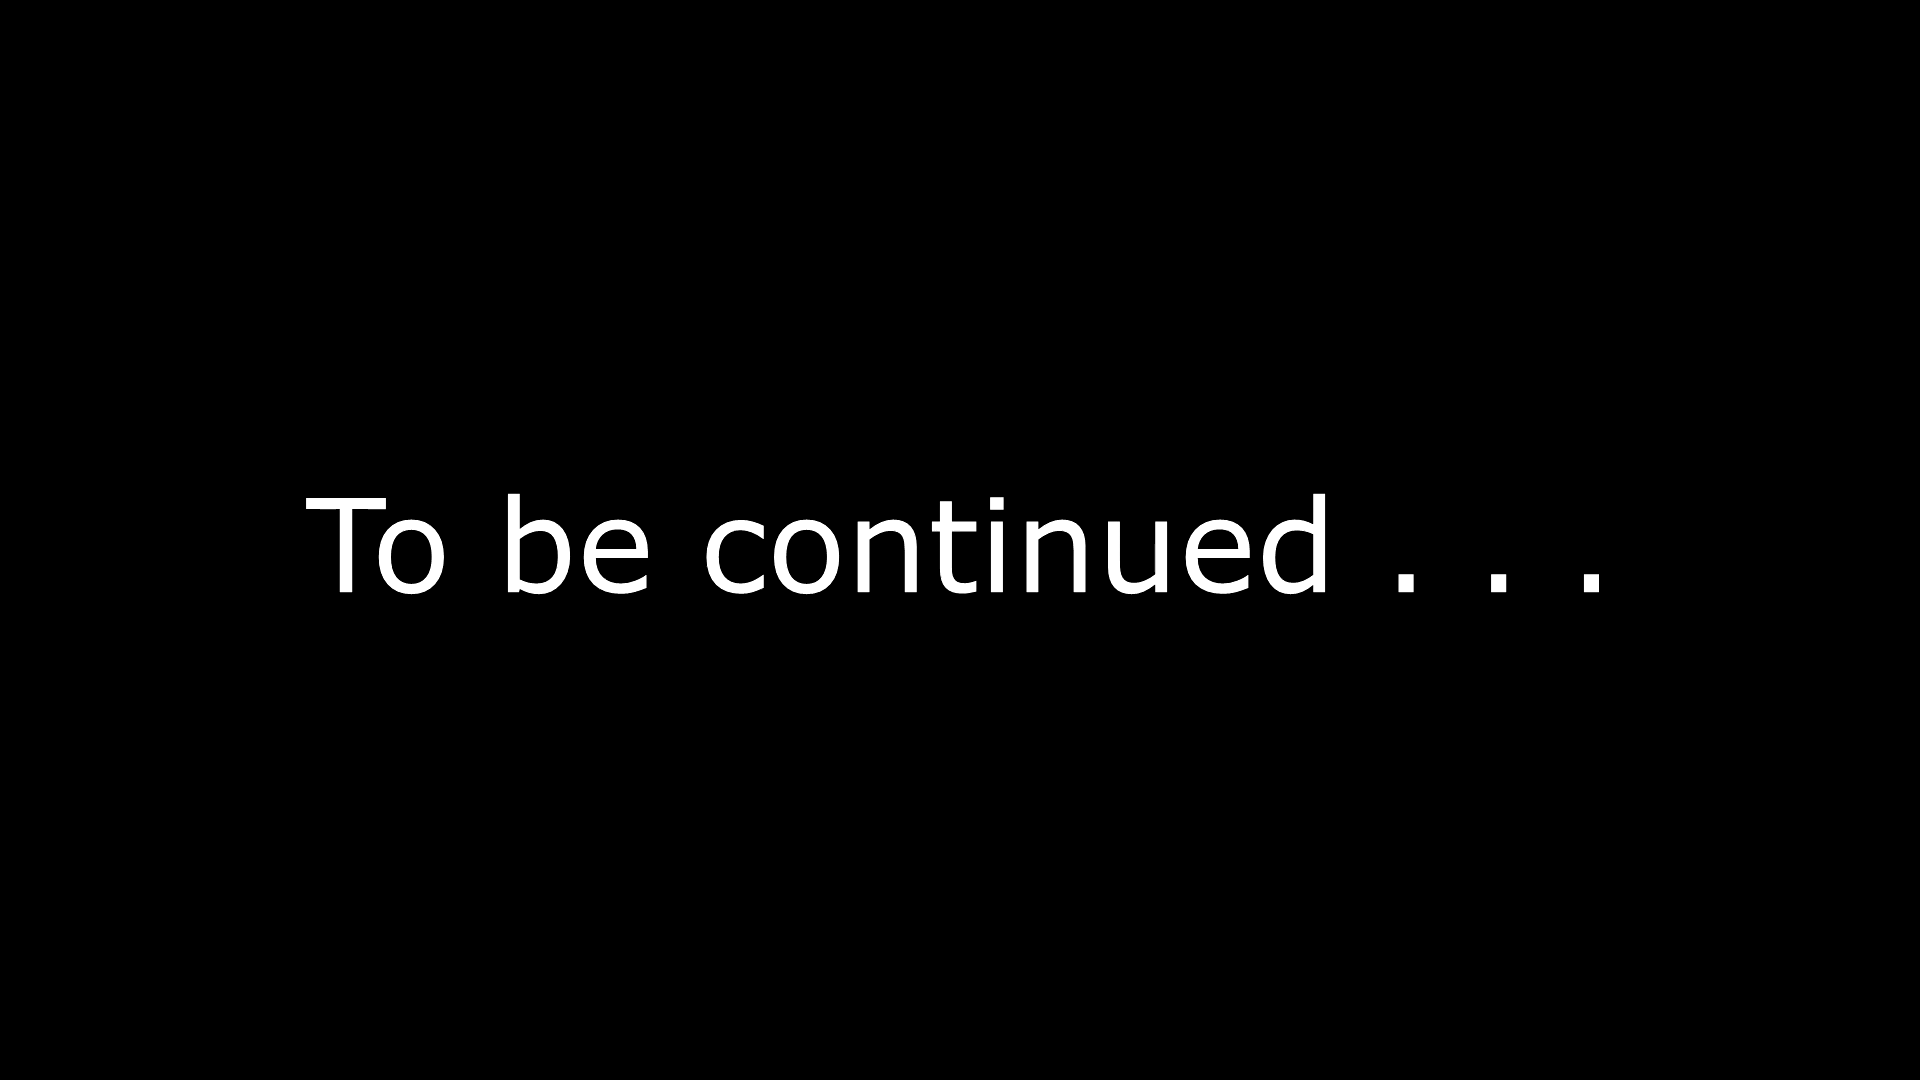 To be continued . . .